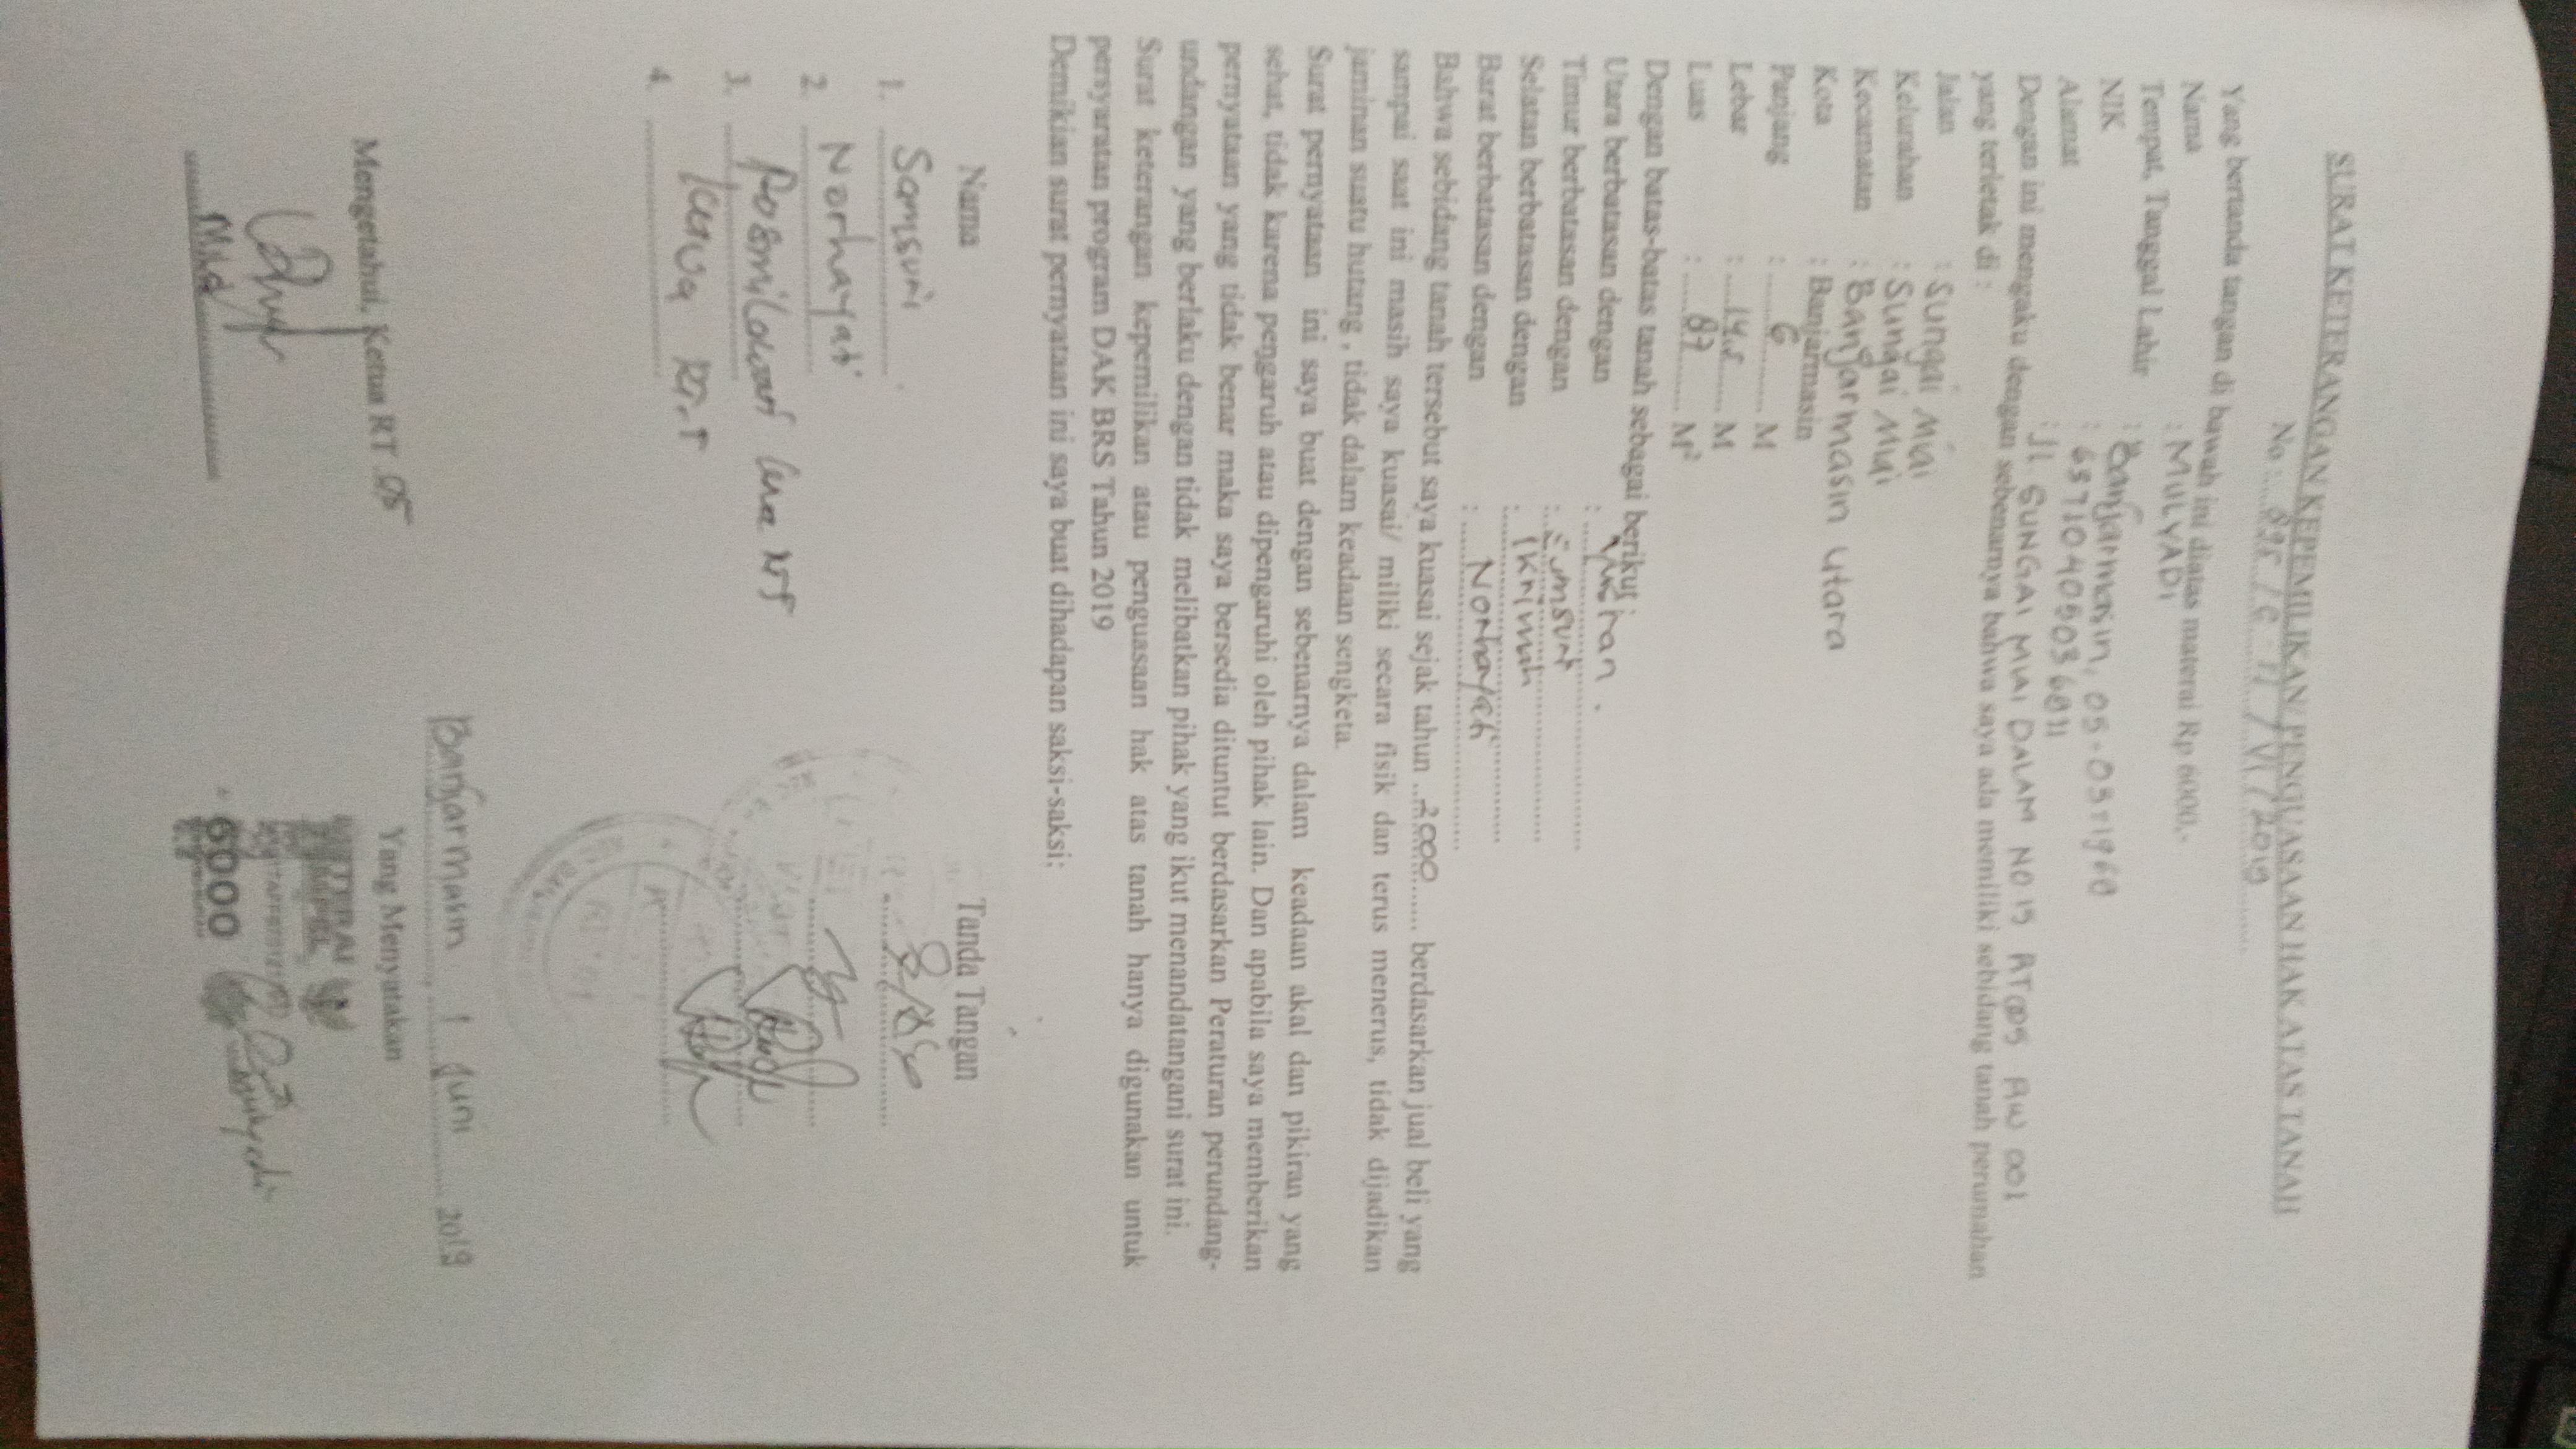 SURAT KETERANGAN KEPEMILIKAN/ PENGUASAAN HAK ATAS TANAH
No : / VI / 2019
Yang bertanda tangan di bawah ini diatas materai Rp 6000,-
Nama : MULYADI
Tempat, Tanggal Lahir : Banjarmasin, 05-05-1960
NIK :
Alamat : Jl. SUNGAI MIAI DALAM NO 15 RT 005 RW 001
Dengan ini mengaku dengan sebenarnya bahwa saya ada memiliki sebidang tanah perumahan
yang terletak di :
Jalan : Sungai Miai
Kelurahan : Sungai Miai
Kecamatan : Banjarmasin Utara
Kota : Banjarmasin
Panjang : 6 M
Lebar : 14.5 M
Luas : 87 M²
Dengan batas-batas tanah sebagai berikut
Utara berbatasan dengan :
Timur berbatasan dengan : Samsuni
Selatan berbatasan dengan : Ikrimah
Barat berbatasan dengan : Norhayati
Bahwa sebidang tanah tersebut saya kuasai sejak tahun 2000 berdasarkan jual beli yang
sampai saat ini masih saya kuasai/ miliki secara fisik dan terus menerus, tidak dijadikan
jaminan suatu hutang , tidak dalam keadaan sengketa.
Surat pernyataan ini saya buat dengan sebenarnya dalam keadaan akal dan pikiran yang
sehat, tidak karena pengaruh atau dipengaruhi oleh pihak lain. Dan apabila saya memberikan
pernyataan yang tidak benar maka saya bersedia dituntut berdasarkan Peraturan perundang-
undangan yang berlaku dengan tidak melibatkan pihak yang ikut menandatangani surat ini.
Surat keterangan kepemilikan atau penguasaan hak atas tanah hanya digunakan untuk
persyaratan program DAK BRS Tahun 2019
Demikian surat pernyataan ini saya buat dihadapan saksi-saksi;
Nama Tanda Tangan
1. Samsuni
2. Norhayati
3.
4. Ketua RT
Banjarmasin, 1 Juni 2019
Mengetahui, Ketua RT 05 Yang Menyatakan
METERAI
TEMPEL
6000
Mulyadi